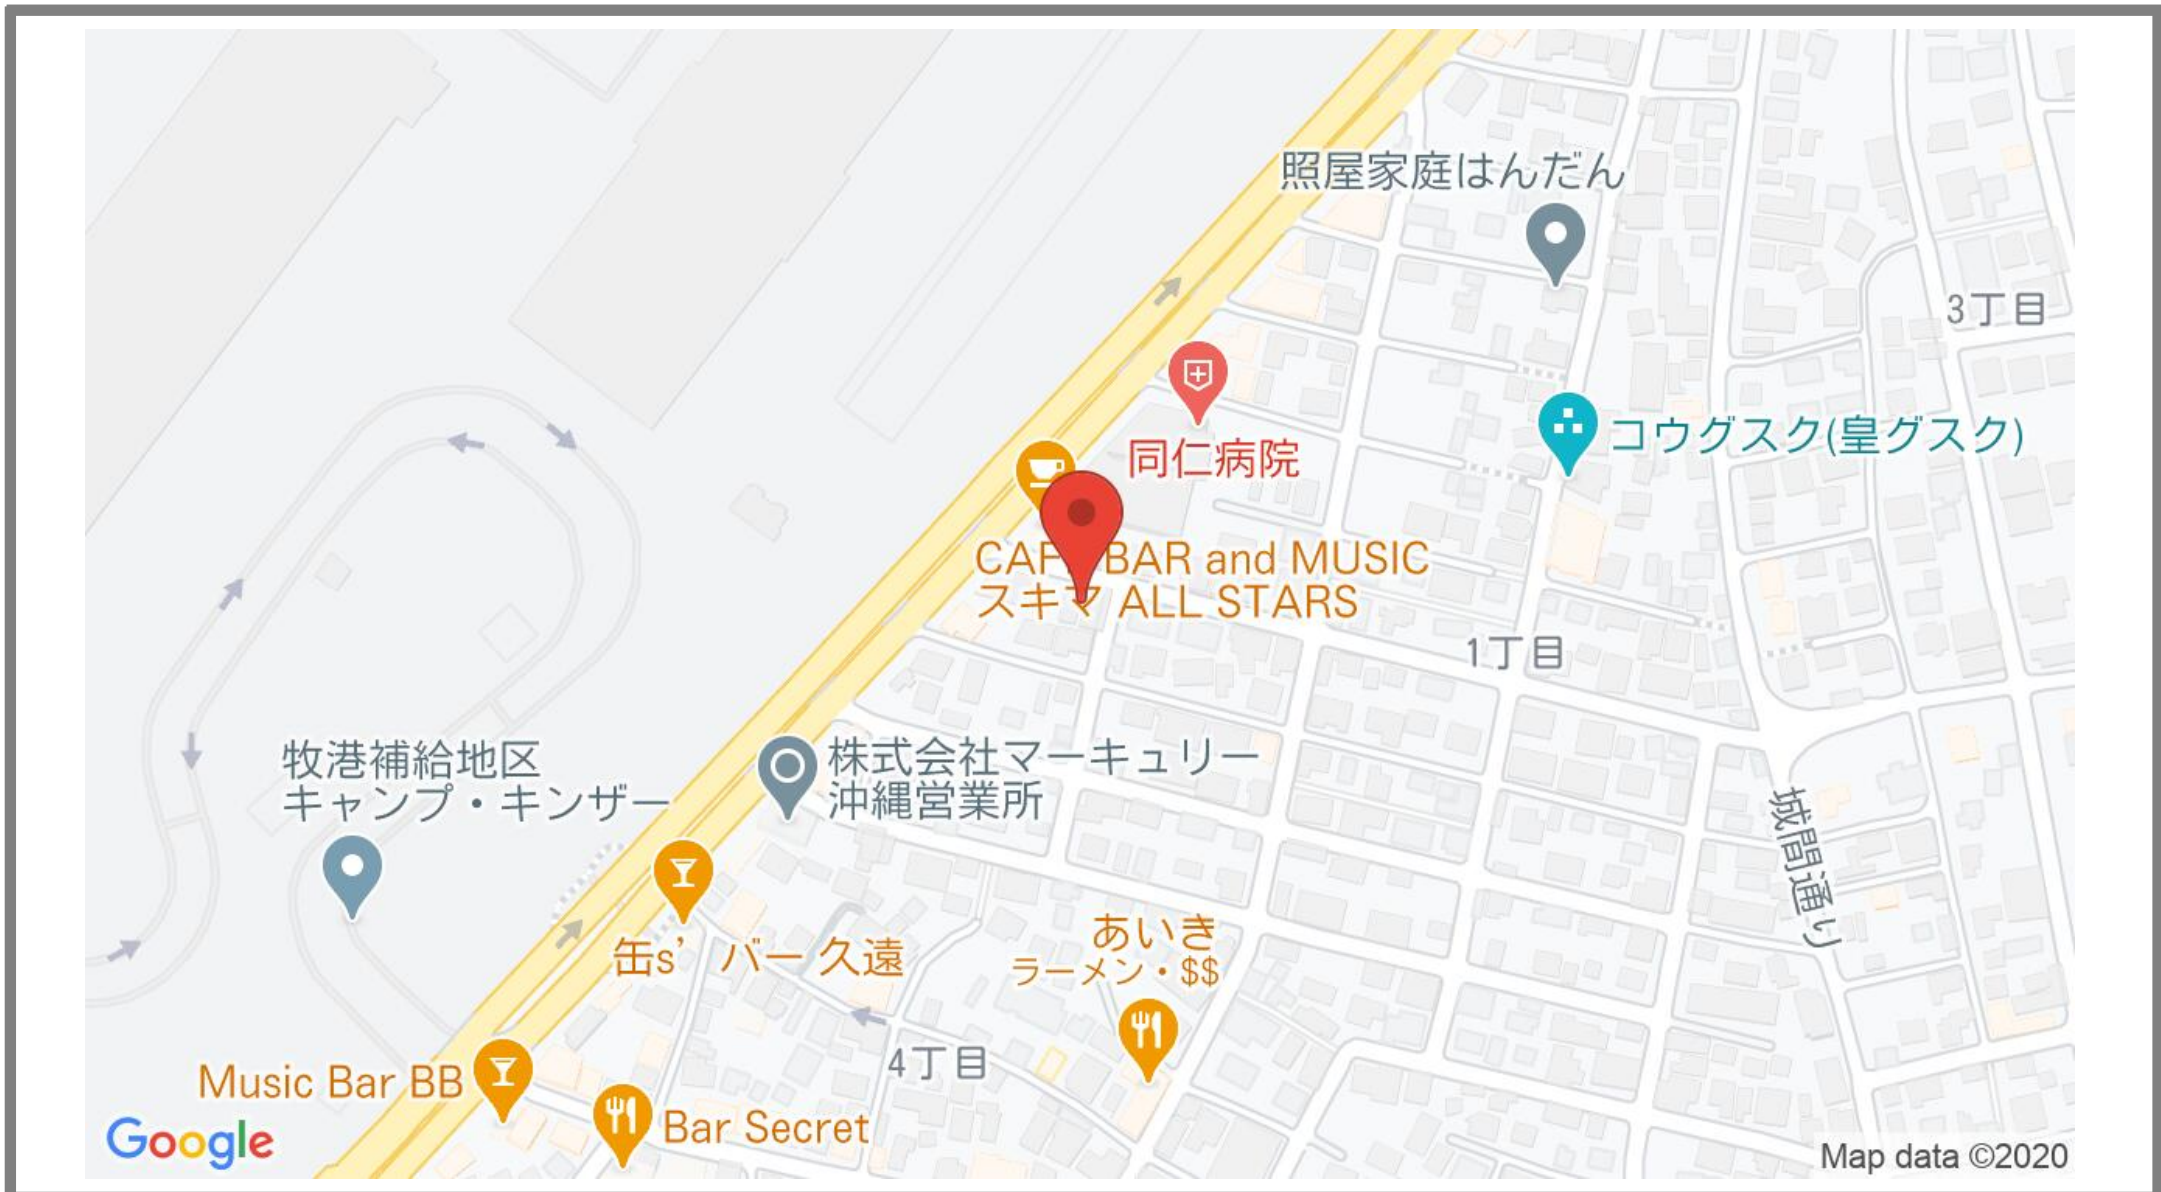 照屋家庭はんだん
3丁目
コウグスク(皇グスク)
同仁病院
BAR and MUSIC
スキマ ALL STARS
1丁目
牧港補給地区
キャンプ・キンザー
株式会社マーキュリー
沖縄営業所
城間通り
缶s’ バー 久遠
あいき
ラーメン・$$
4丁目
Music Bar BB
Bar Secret
Google
Map data ©2020